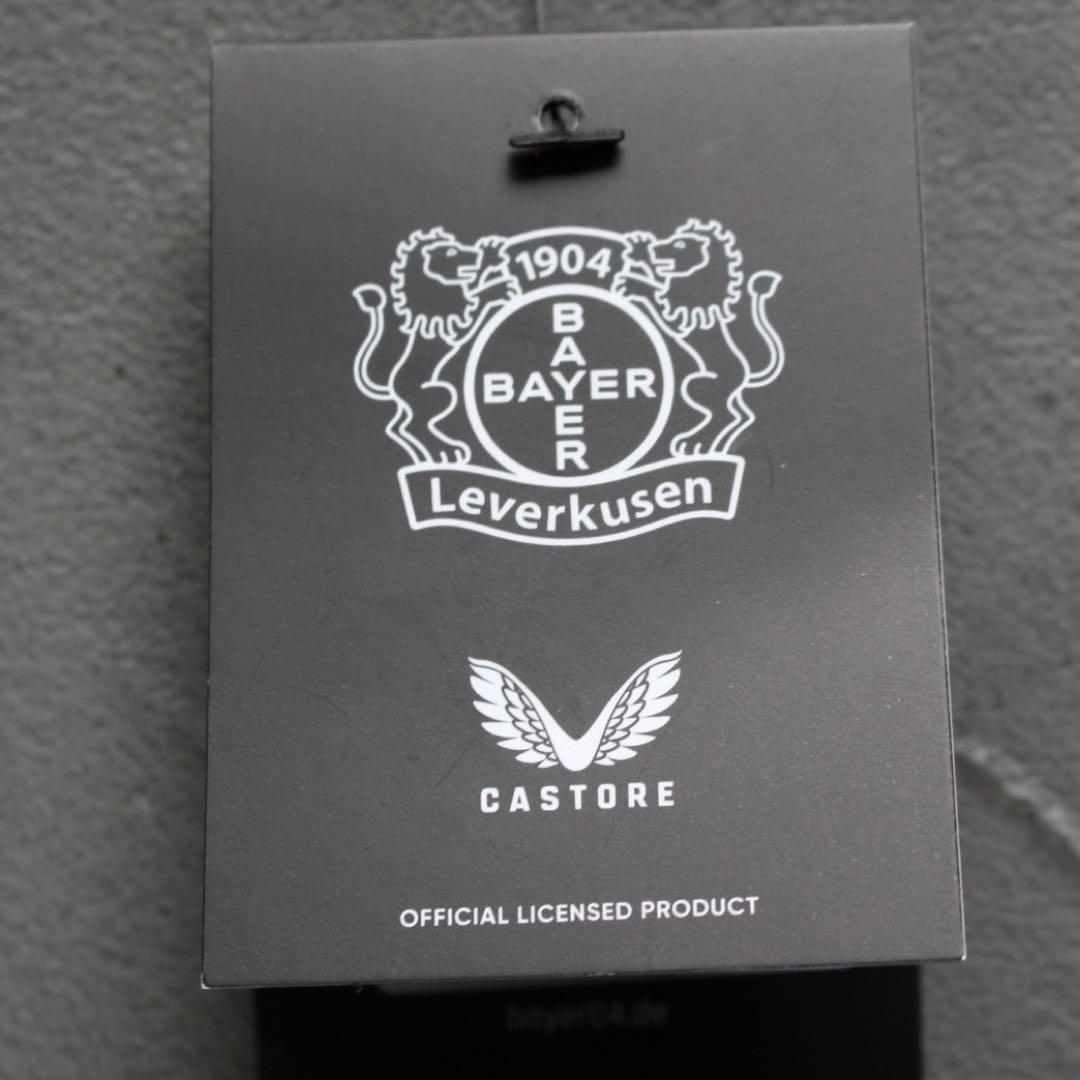 1904
BAYER
BAYER
Leverkusen
CASTORE
OFFICIAL LICENSED PRODUCT
bayer04.de